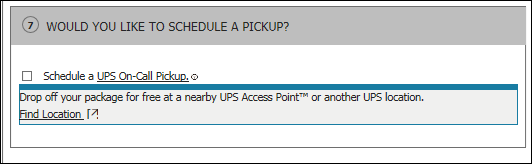 7 WOULD YOU LIKE TO SCHEDULE A PICKUP?
Schedule a UPS On-Call Pickup.
Drop off your package for free at a nearby UPS Access Point™ or another UPS location.
Find Location